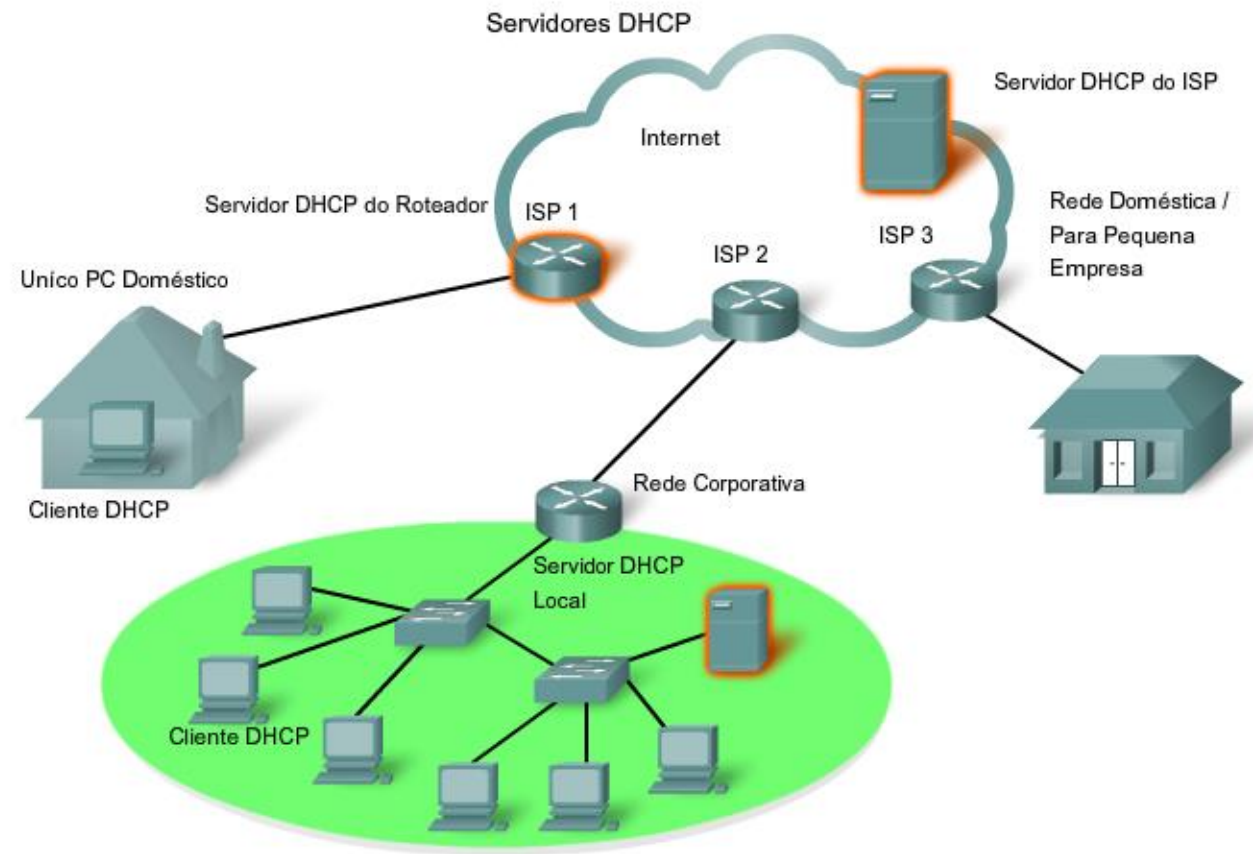 Servidores DHCP
Servidor DHCP do ISP
Internet
Servidor DHCP do Roteador
ISP 1
ISP 2
ISP 3
Rede Doméstica /
Para Pequena
Empresa
Uníco PC Doméstico
Cliente DHCP
Rede Corporativa
Servidor DHCP
Local
Cliente DHCP